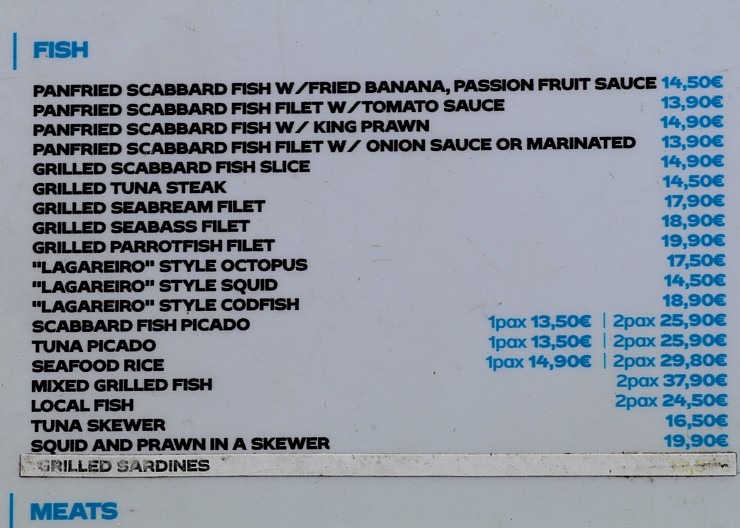 FISH
PANFRIED SCABBARD FISH W/FRIED BANANA, PASSION FRUIT SAUCE 14,50€
PANFRIED SCABBARD FISH FILET W/TOMATO SAUCE 13,90€
PANFRIED SCABBARD FISH W/ KING PRAWN 14,90€
PANFRIED SCABBARD FISH FILET W/ ONION SAUCE OR MARINATED 13,90€
GRILLED SCABBARD FISH SLICE 14,90€
GRILLED TUNA STEAK 14,50€
GRILLED SEABREAM FILET 17,90€
GRILLED SEABASS FILET 18,90€
GRILLED PARROTFISH FILET 19,90€
"LAGAREIRO" STYLE OCTOPUS 17,50€
"LAGAREIRO" STYLE SQUID 14,50€
"LAGAREIRO" STYLE CODFISH 18,90€
SCABBARD FISH PICADO 1pax 13,50€ | 2pax 25,90€
TUNA PICADO 1pax 13,50€ | 2pax 25,90€
SEAFOOD RICE 1pax 14,90€ | 2pax 29,80€
MIXED GRILLED FISH 2pax 37,90€
LOCAL FISH 2pax 24,50€
TUNA SKEWER 16,50€
SQUID AND PRAWN IN A SKEWER 19,90€
GRILLED SARDINES
MEATS